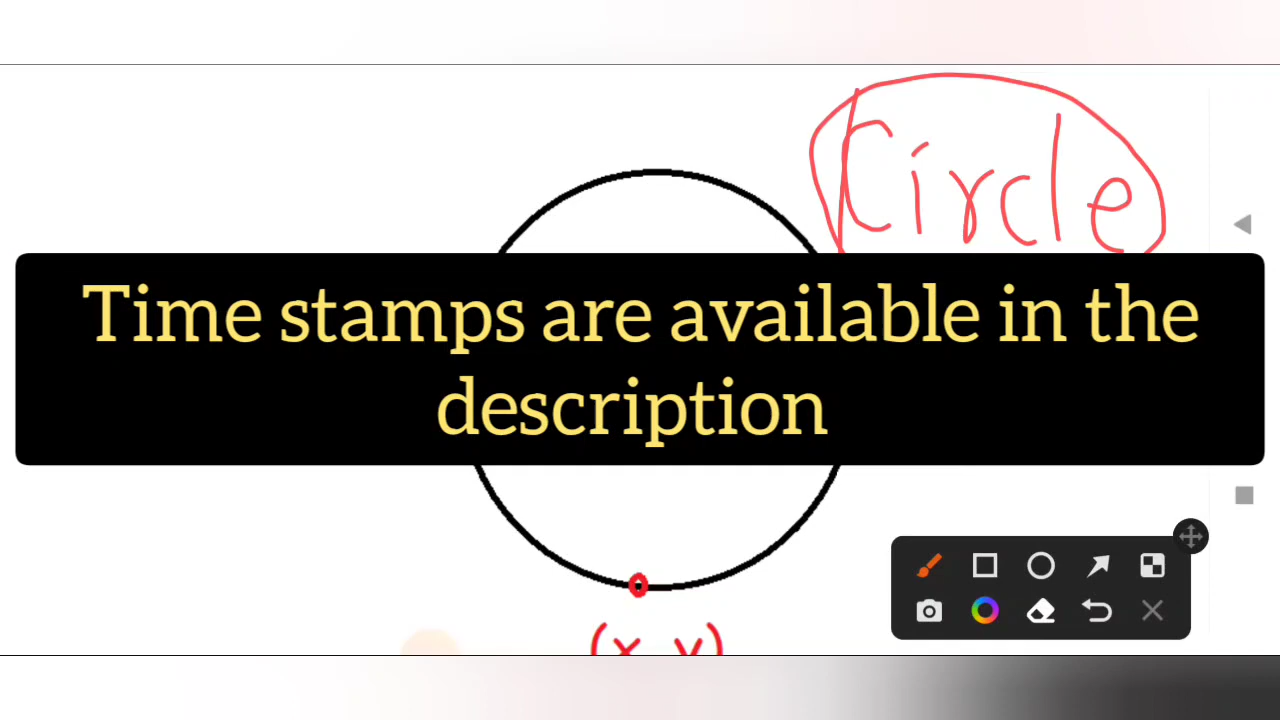 Circle
Time stamps are available in the
description
(x, y)